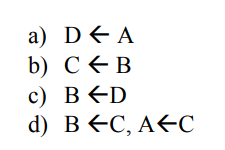 a) D ← A
b) C ← B
c) B ←D
d) B ←C, A←C